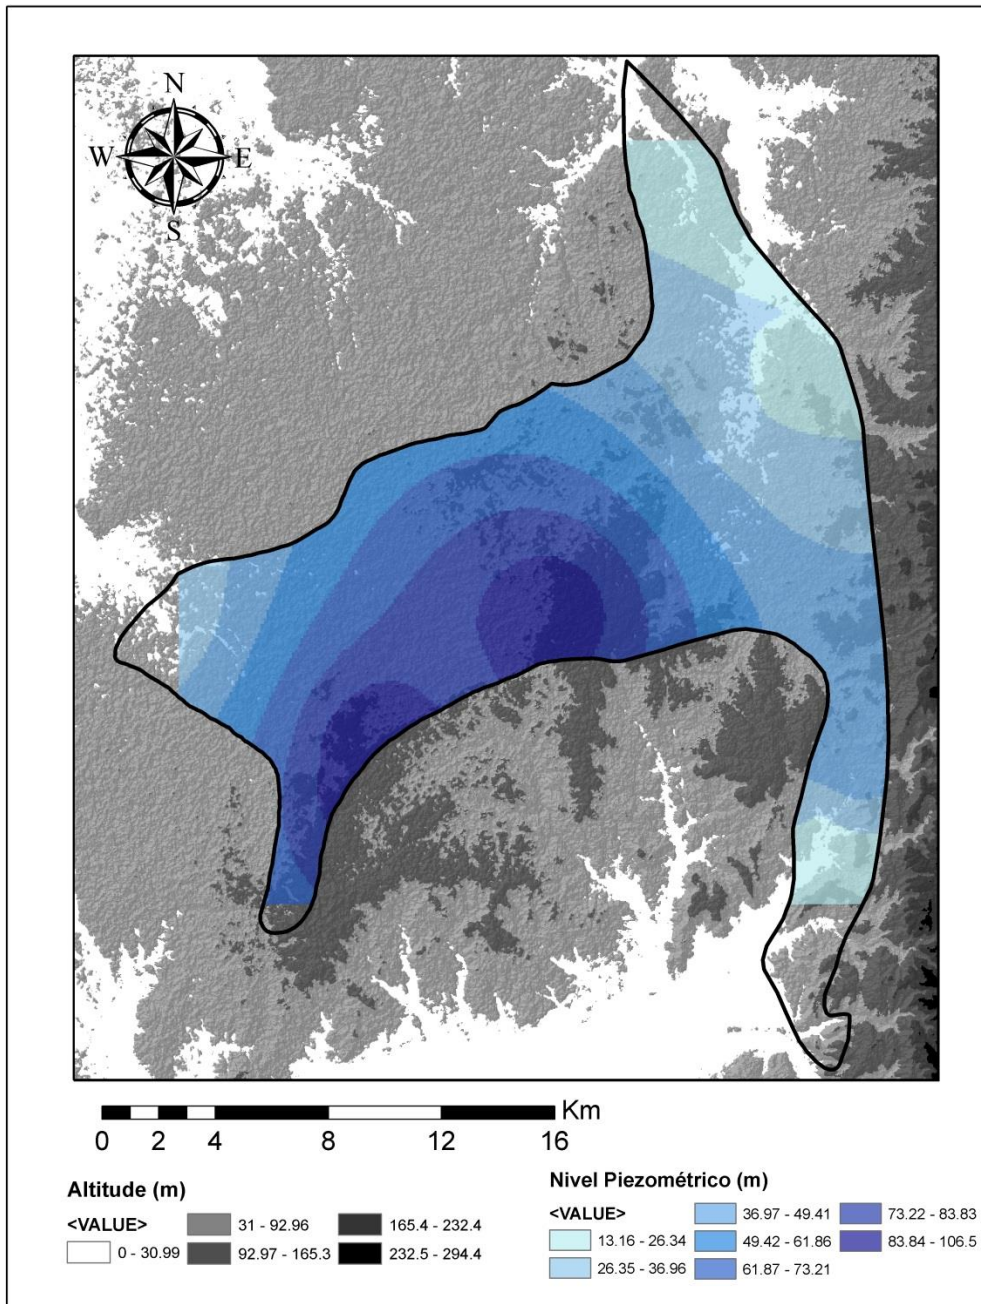 N
W E
S
Km
0 2 4 8 12 16
Altitude (m)
<VALUE>
0 - 30.99
31 - 92.96
92.97 - 165.3
165.4 - 232.4
232.5 - 294.4
Nivel Piezométrico (m)
<VALUE>
13.16 - 26.34
26.35 - 36.96
36.97 - 49.41
49.42 - 61.86
61.87 - 73.21
73.22 - 83.83
83.84 - 106.5